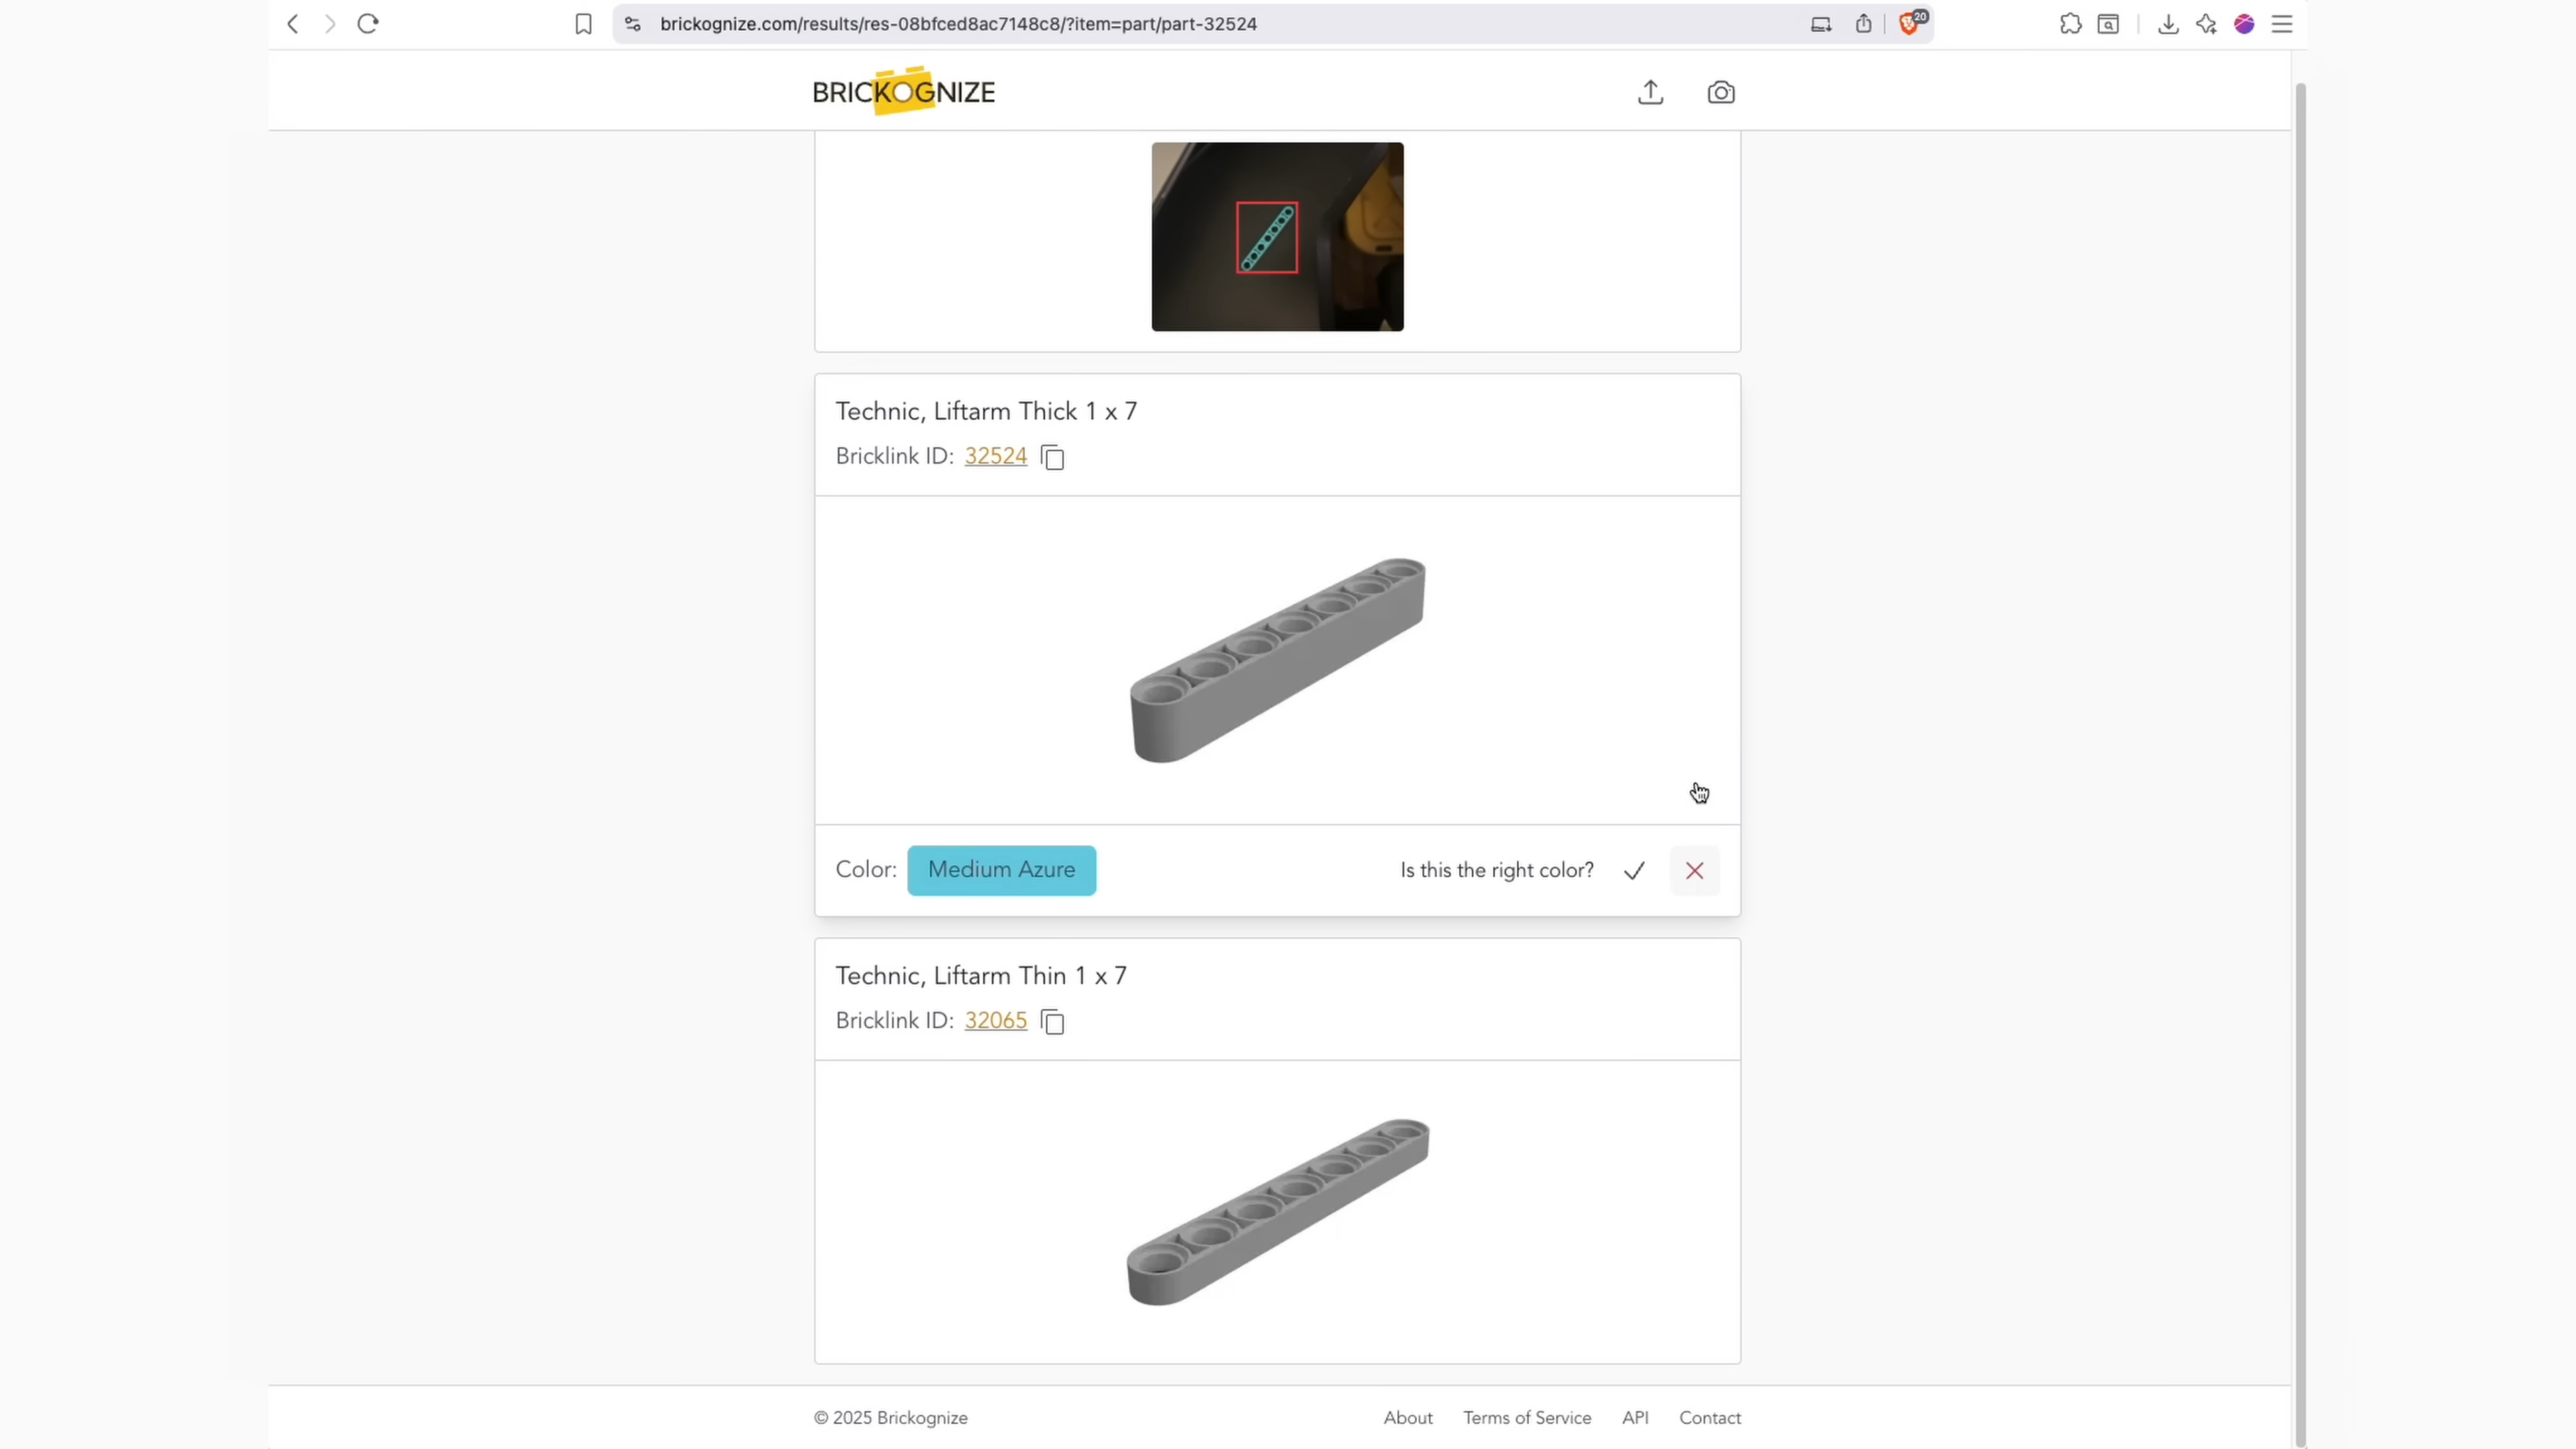 brickognize.com/results/res-08bfced8ac7148c8/?item=part/part-32524
20
BRICKOGNIZE
Technic, Liftarm Thick 1 x 7
Bricklink ID: 32524
Color: Medium Azure
Is this the right color?
Technic, Liftarm Thin 1 x 7
Bricklink ID: 32065
© 2025 Brickognize
About Terms of Service API Contact